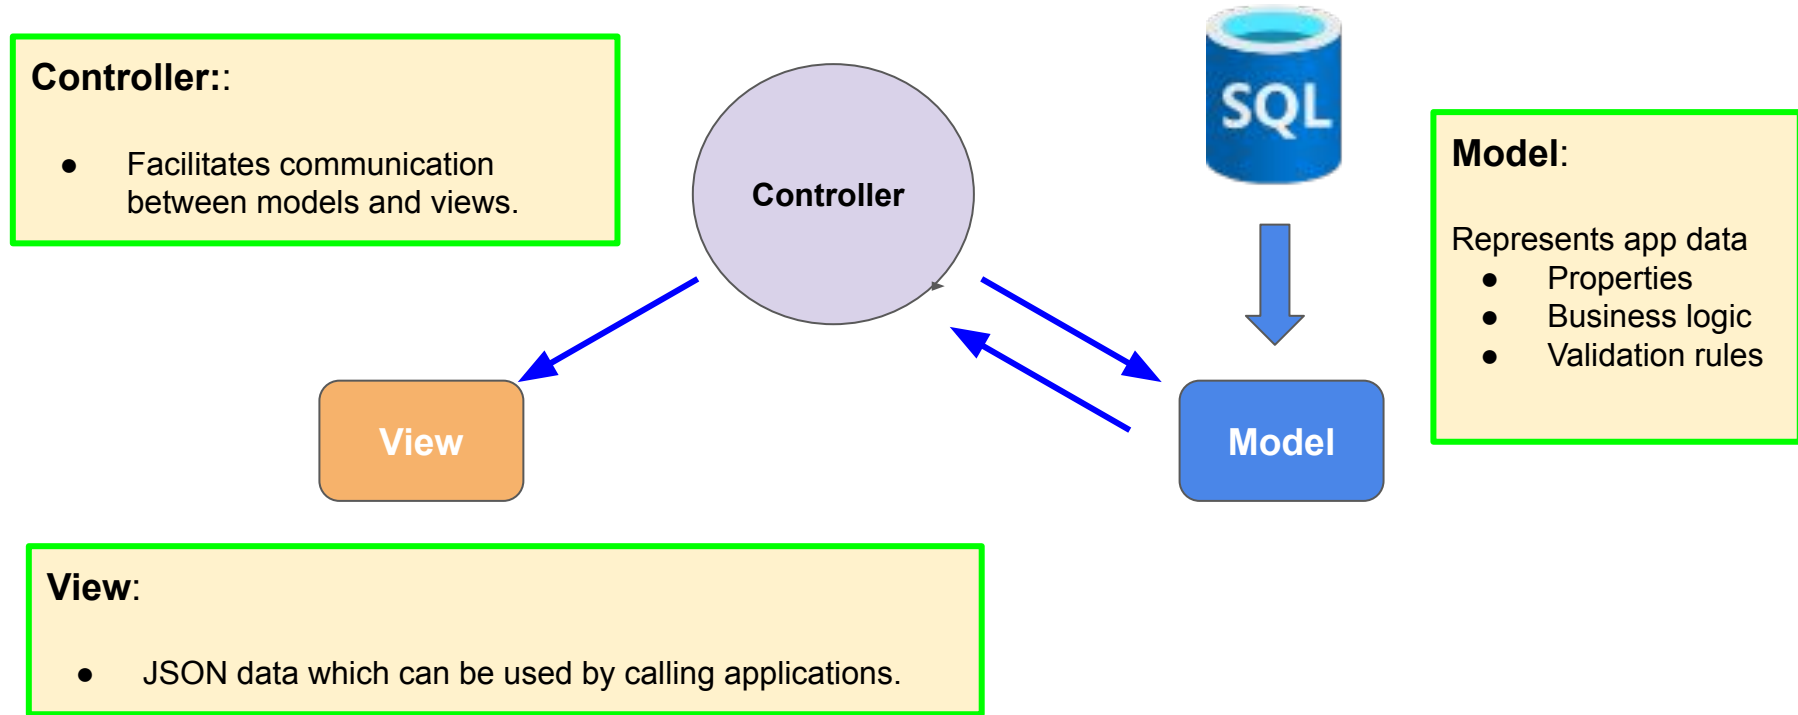 Controller::
● Facilitates communication
between models and views.
Controller
SQL
Model:
Represents app data
● Properties
● Business logic
● Validation rules
View
Model
View:
● JSON data which can be used by calling applications.